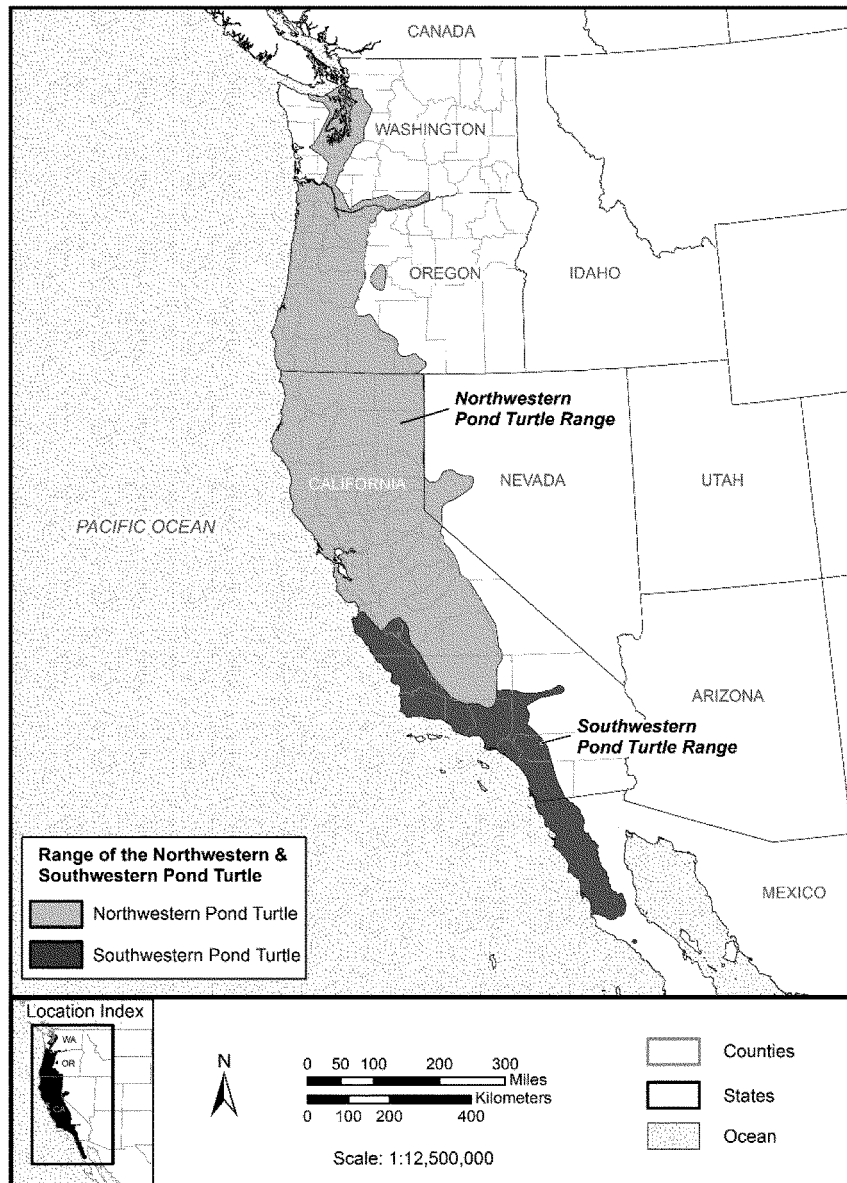 CANADA
WASHINGTON
OREGON
IDAHO
Northwestern
Pond Turtle Range
CALIFORNIA
NEVADA
UTAH
PACIFIC OCEAN
ARIZONA
Southwestern
Pond Turtle Range
MEXICO
Range of the Northwestern &
Southwestern Pond Turtle
Northwestern Pond Turtle
Southwestern Pond Turtle
Location Index
WA
OR
CA
N
0 50 100 200 300
Miles
Kilometers
0 100 200 400
Scale: 1:12,500,000
Counties
States
Ocean